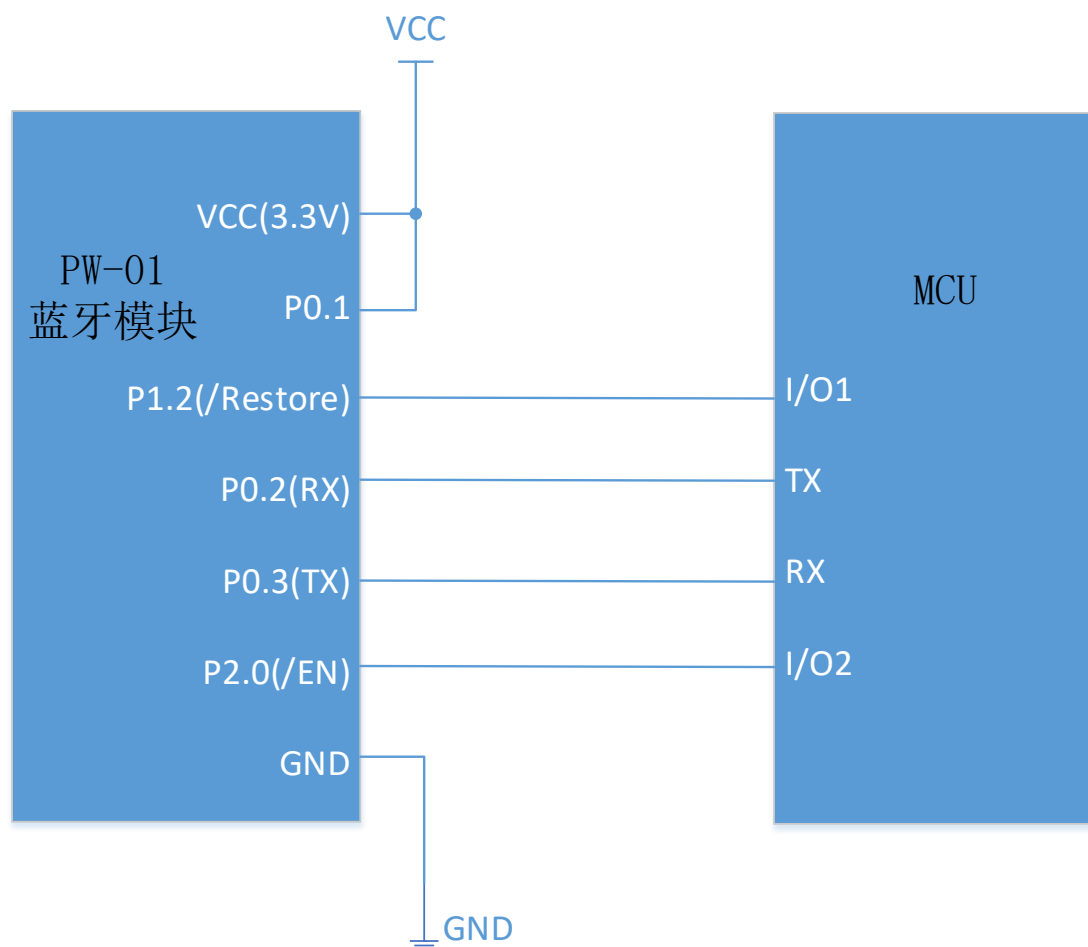 VCC
VCC(3.3V)
PW-01
蓝牙模块
P0.1
P1.2(/Restore)
P0.2(RX)
P0.3(TX)
P2.0(/EN)
GND
GND
MCU
I/O1
TX
RX
I/O2